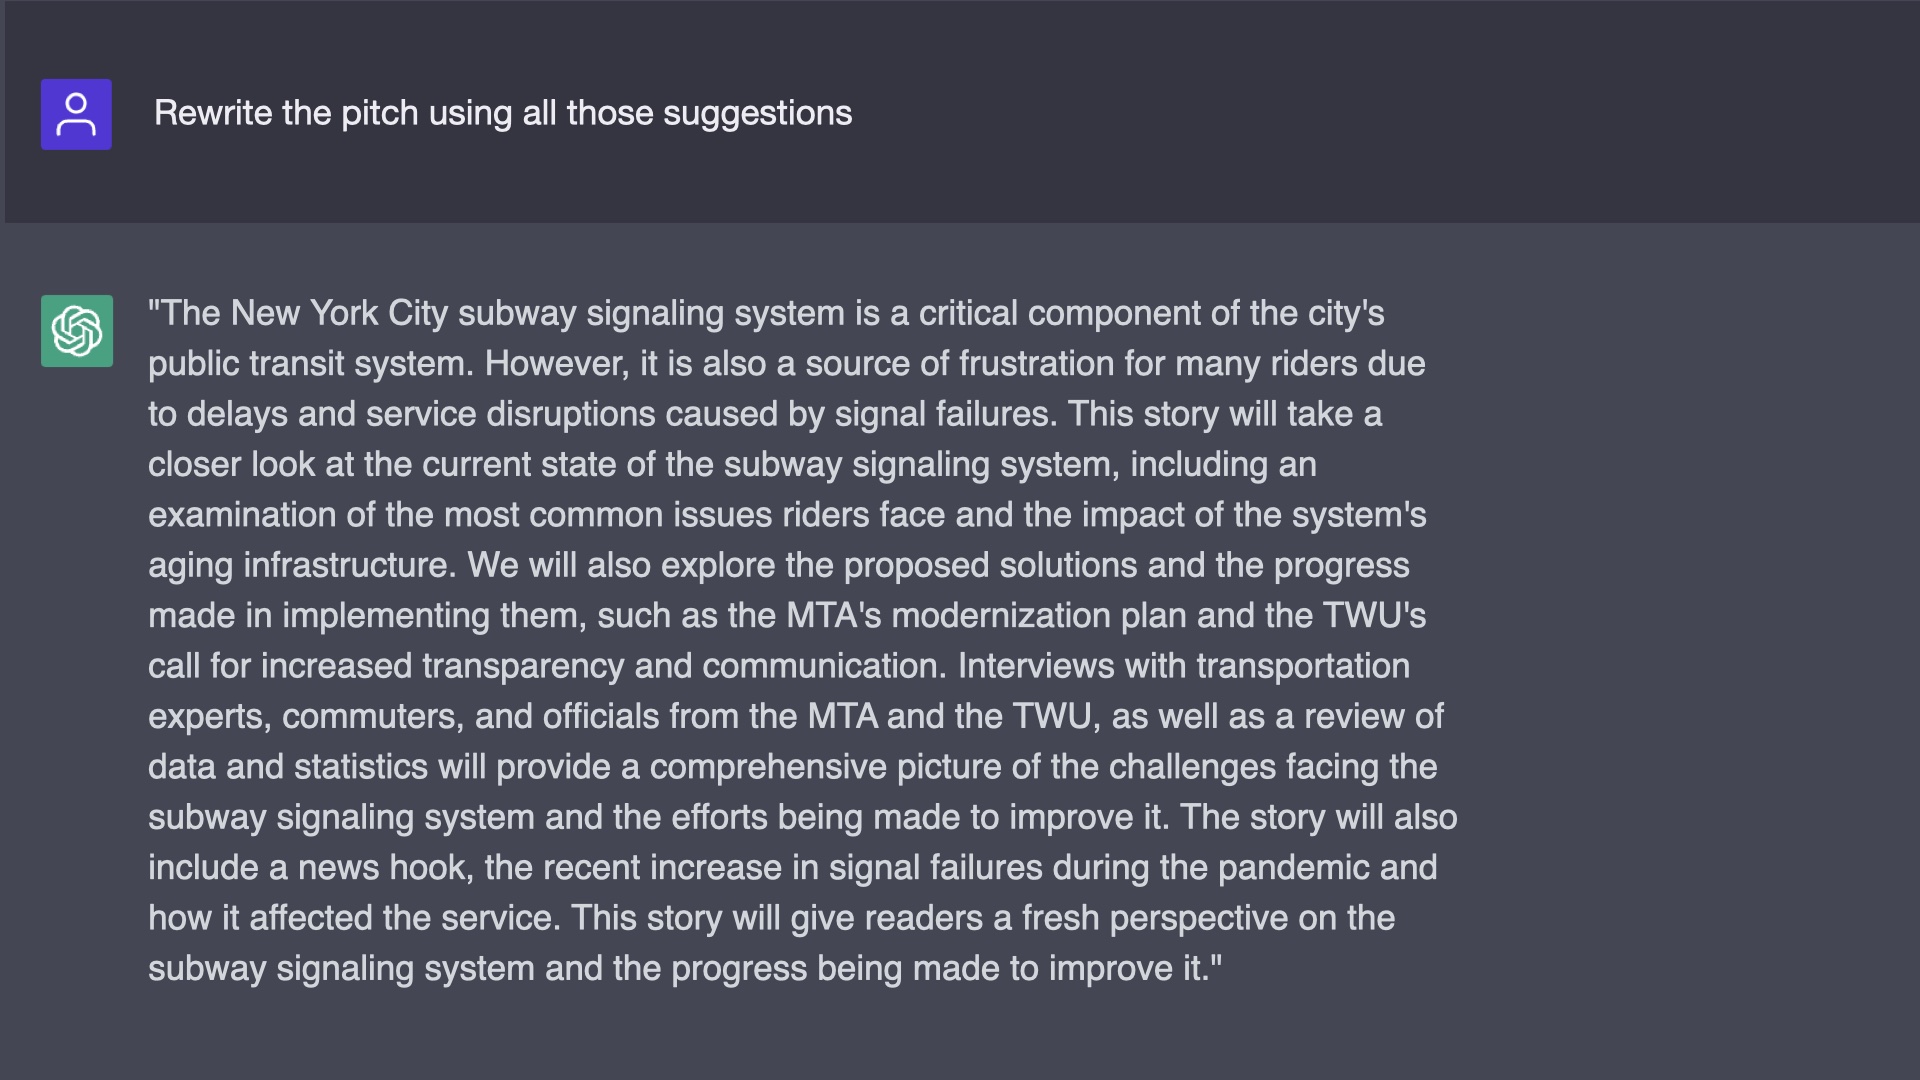 Rewrite the pitch using all those suggestions
"The New York City subway signaling system is a critical component of the city's
public transit system. However, it is also a source of frustration for many riders due
to delays and service disruptions caused by signal failures. This story will take a
closer look at the current state of the subway signaling system, including an
examination of the most common issues riders face and the impact of the system's
aging infrastructure. We will also explore the proposed solutions and the progress
made in implementing them, such as the MTA's modernization plan and the TWU's
call for increased transparency and communication. Interviews with transportation
experts, commuters, and officials from the MTA and the TWU, as well as a review of
data and statistics will provide a comprehensive picture of the challenges facing the
subway signaling system and the efforts being made to improve it. The story will also
include a news hook, the recent increase in signal failures during the pandemic and
how it affected the service. This story will give readers a fresh perspective on the
subway signaling system and the progress being made to improve it."